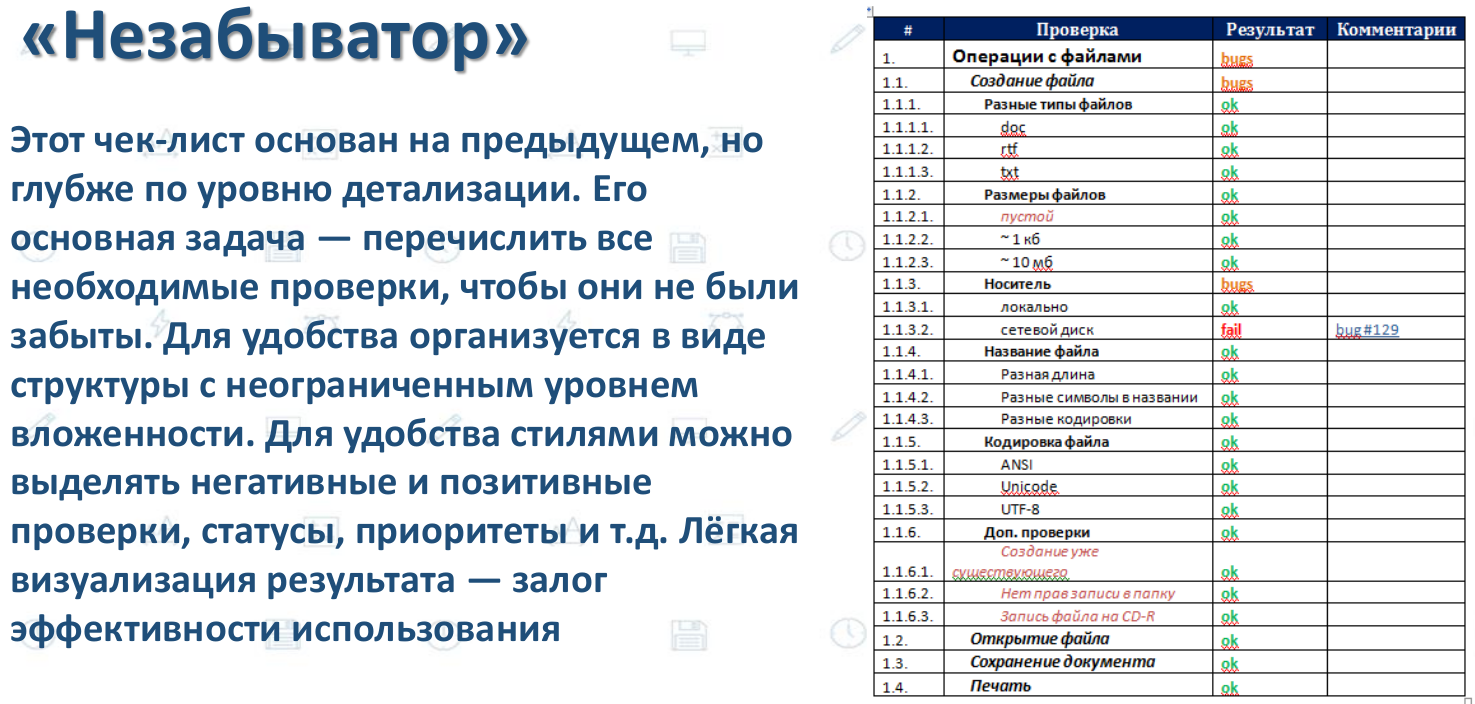 «Незабыватор»
Этот чек-лист основан на предыдущем, но
глубже по уровню детализации. Его
основная задача — перечислить все
необходимые проверки, чтобы они не были
забыты. Для удобства организуется в виде
структуры с неограниченным уровнем
вложенности. Для удобства стилями можно
выделять негативные и позитивные
проверки, статусы, приоритеты и т.д. Лёгкая
визуализация результата — залог
эффективности использования
# Проверка Результат Комментарии
1. Операции с файлами bugs
1.1. Создание файла bugs
1.1.1. Разные типы файлов ok
1.1.1.1. doc ok
1.1.1.2. rtf ok
1.1.1.3. txt ok
1.1.2. Размеры файлов ok
1.1.2.1. пустой ok
1.1.2.2. ~ 1 кб ok
1.1.2.3. ~ 10 мб ok
1.1.3. Носитель bugs
1.1.3.1. локально ok
1.1.3.2. сетевой диск fail bug #129
1.1.4. Название файла ok
1.1.4.1. Разная длина ok
1.1.4.2. Разные символы в названии ok
1.1.4.3. Разные кодировки ok
1.1.5. Кодировка файла ok
1.1.5.1. ANSI ok
1.1.5.2. Unicode ok
1.1.5.3. UTF-8 ok
1.1.6. Доп. проверки ok
Создание уже
1.1.6.1. существующего ok
1.1.6.2. Нет прав записи в папку ok
1.1.6.3. Запись файла на CD-R ok
1.2. Открытие файла ok
1.3. Сохранение документа ok
1.4. Печать ok